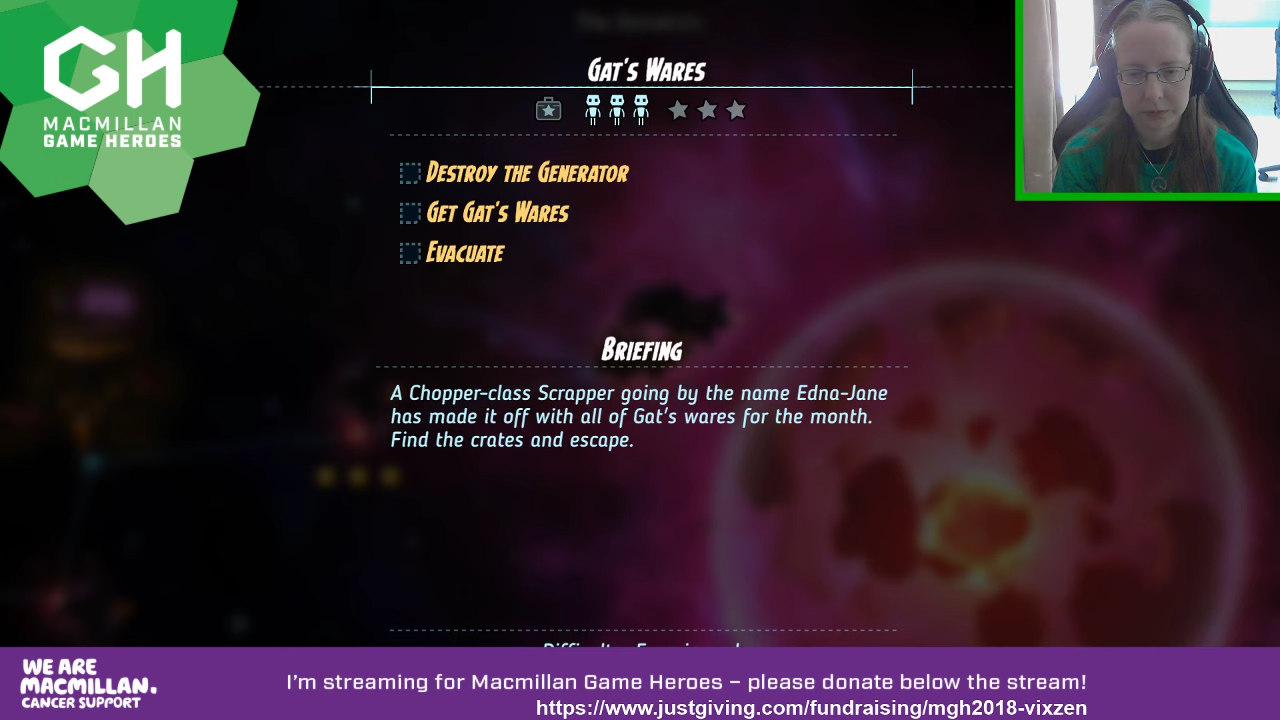 GH
MACMILLAN
GAME HEROES
GAT'S WARES
DESTROY THE GENERATOR
GET GAT'S WARES
EVACUATE
BRIEFING
A Chopper-class Scrapper going by the name Edna-Jane
has made it off with all of Gat's wares for the month.
Find the crates and escape.
WE ARE
MACMILLAN.
CANCER SUPPORT
I'm streaming for Macmillan Game Heroes – please donate below the stream!
https://www.justgiving.com/fundraising/mgh2018-vixzen